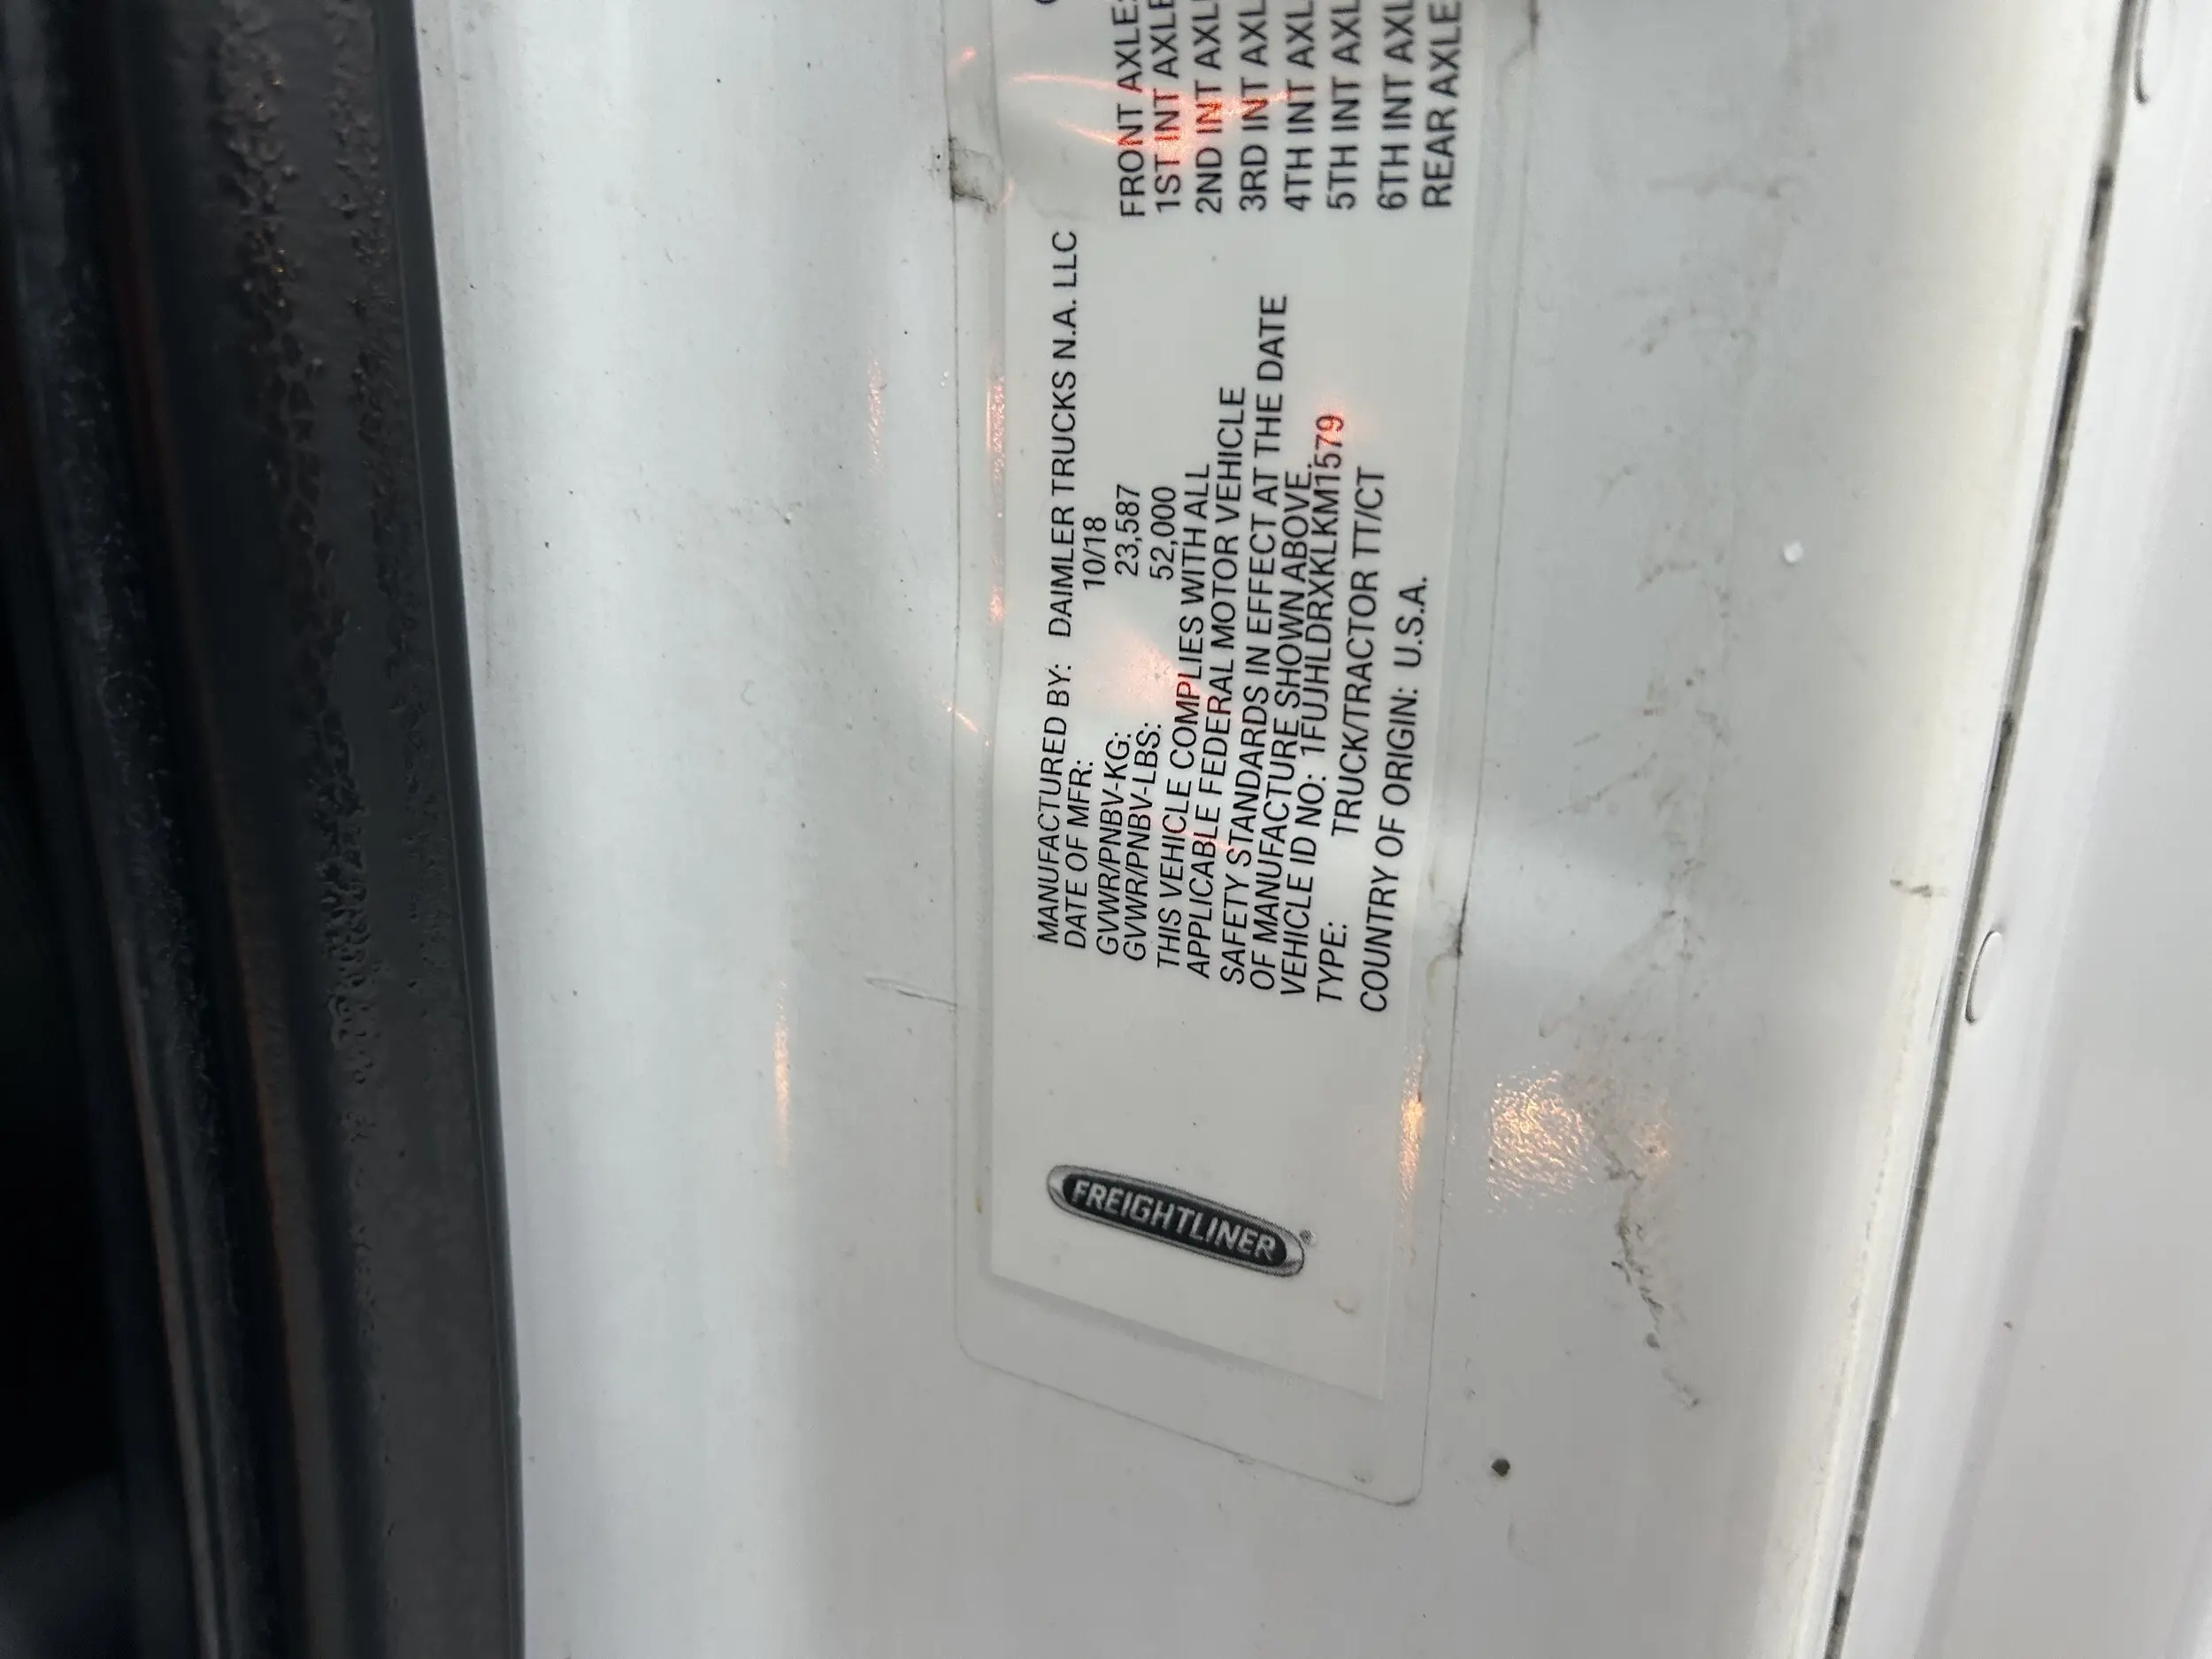 FREIGHTLINER
MANUFACTURED BY: DAIMLER TRUCKS N.A. LLC
DATE OF MFR: 10/18
GVWR/PNBV-KG: 23,587
GVWR/PNBV-LBS: 52,000
THIS VEHICLE COMPLIES WITH ALL
APPLICABLE FEDERAL MOTOR VEHICLE
SAFETY STANDARDS IN EFFECT AT THE DATE
OF MANUFACTURE SHOWN ABOVE.
VEHICLE ID NO: 1FUJHLDRXKLKM1579
TYPE: TRUCK/TRACTOR TT/CT
COUNTRY OF ORIGIN: U.S.A.
FRONT AXLE:
1ST INT AXLE
2ND INT AXL
3RD INT AXL
4TH INT AXL
5TH INT AXL
6TH INT AXL
REAR AXLE